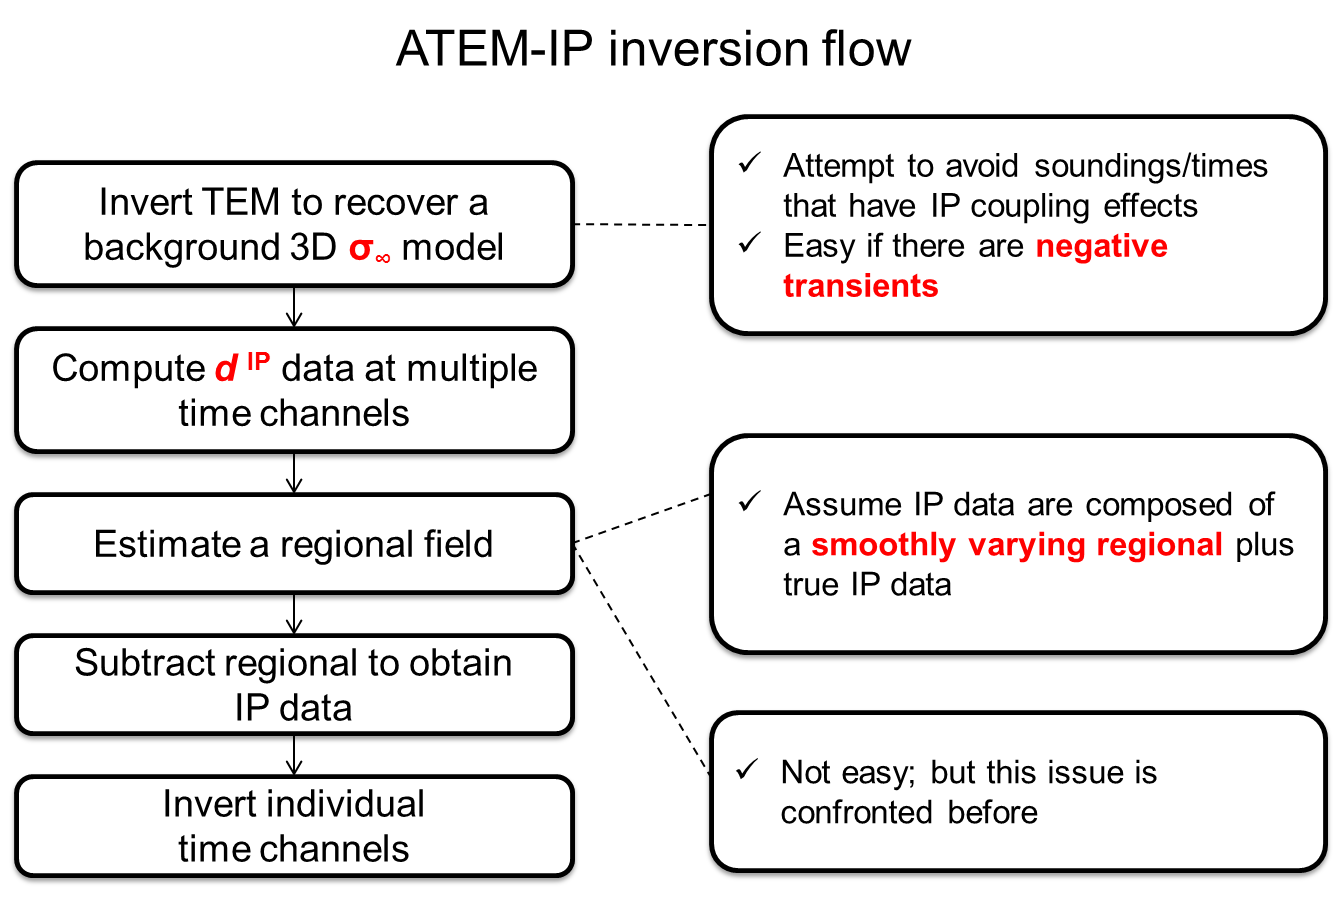 ATEM-IP inversion flow
Invert TEM to recover a
background 3D σ∞ model
Compute d IP data at multiple
time channels
Estimate a regional field
Subtract regional to obtain
IP data
Invert individual
time channels
✓ Attempt to avoid soundings/times
that have IP coupling effects
✓ Easy if there are negative
transients
✓ Assume IP data are composed of
a smoothly varying regional plus
true IP data
✓ Not easy; but this issue is
confronted before